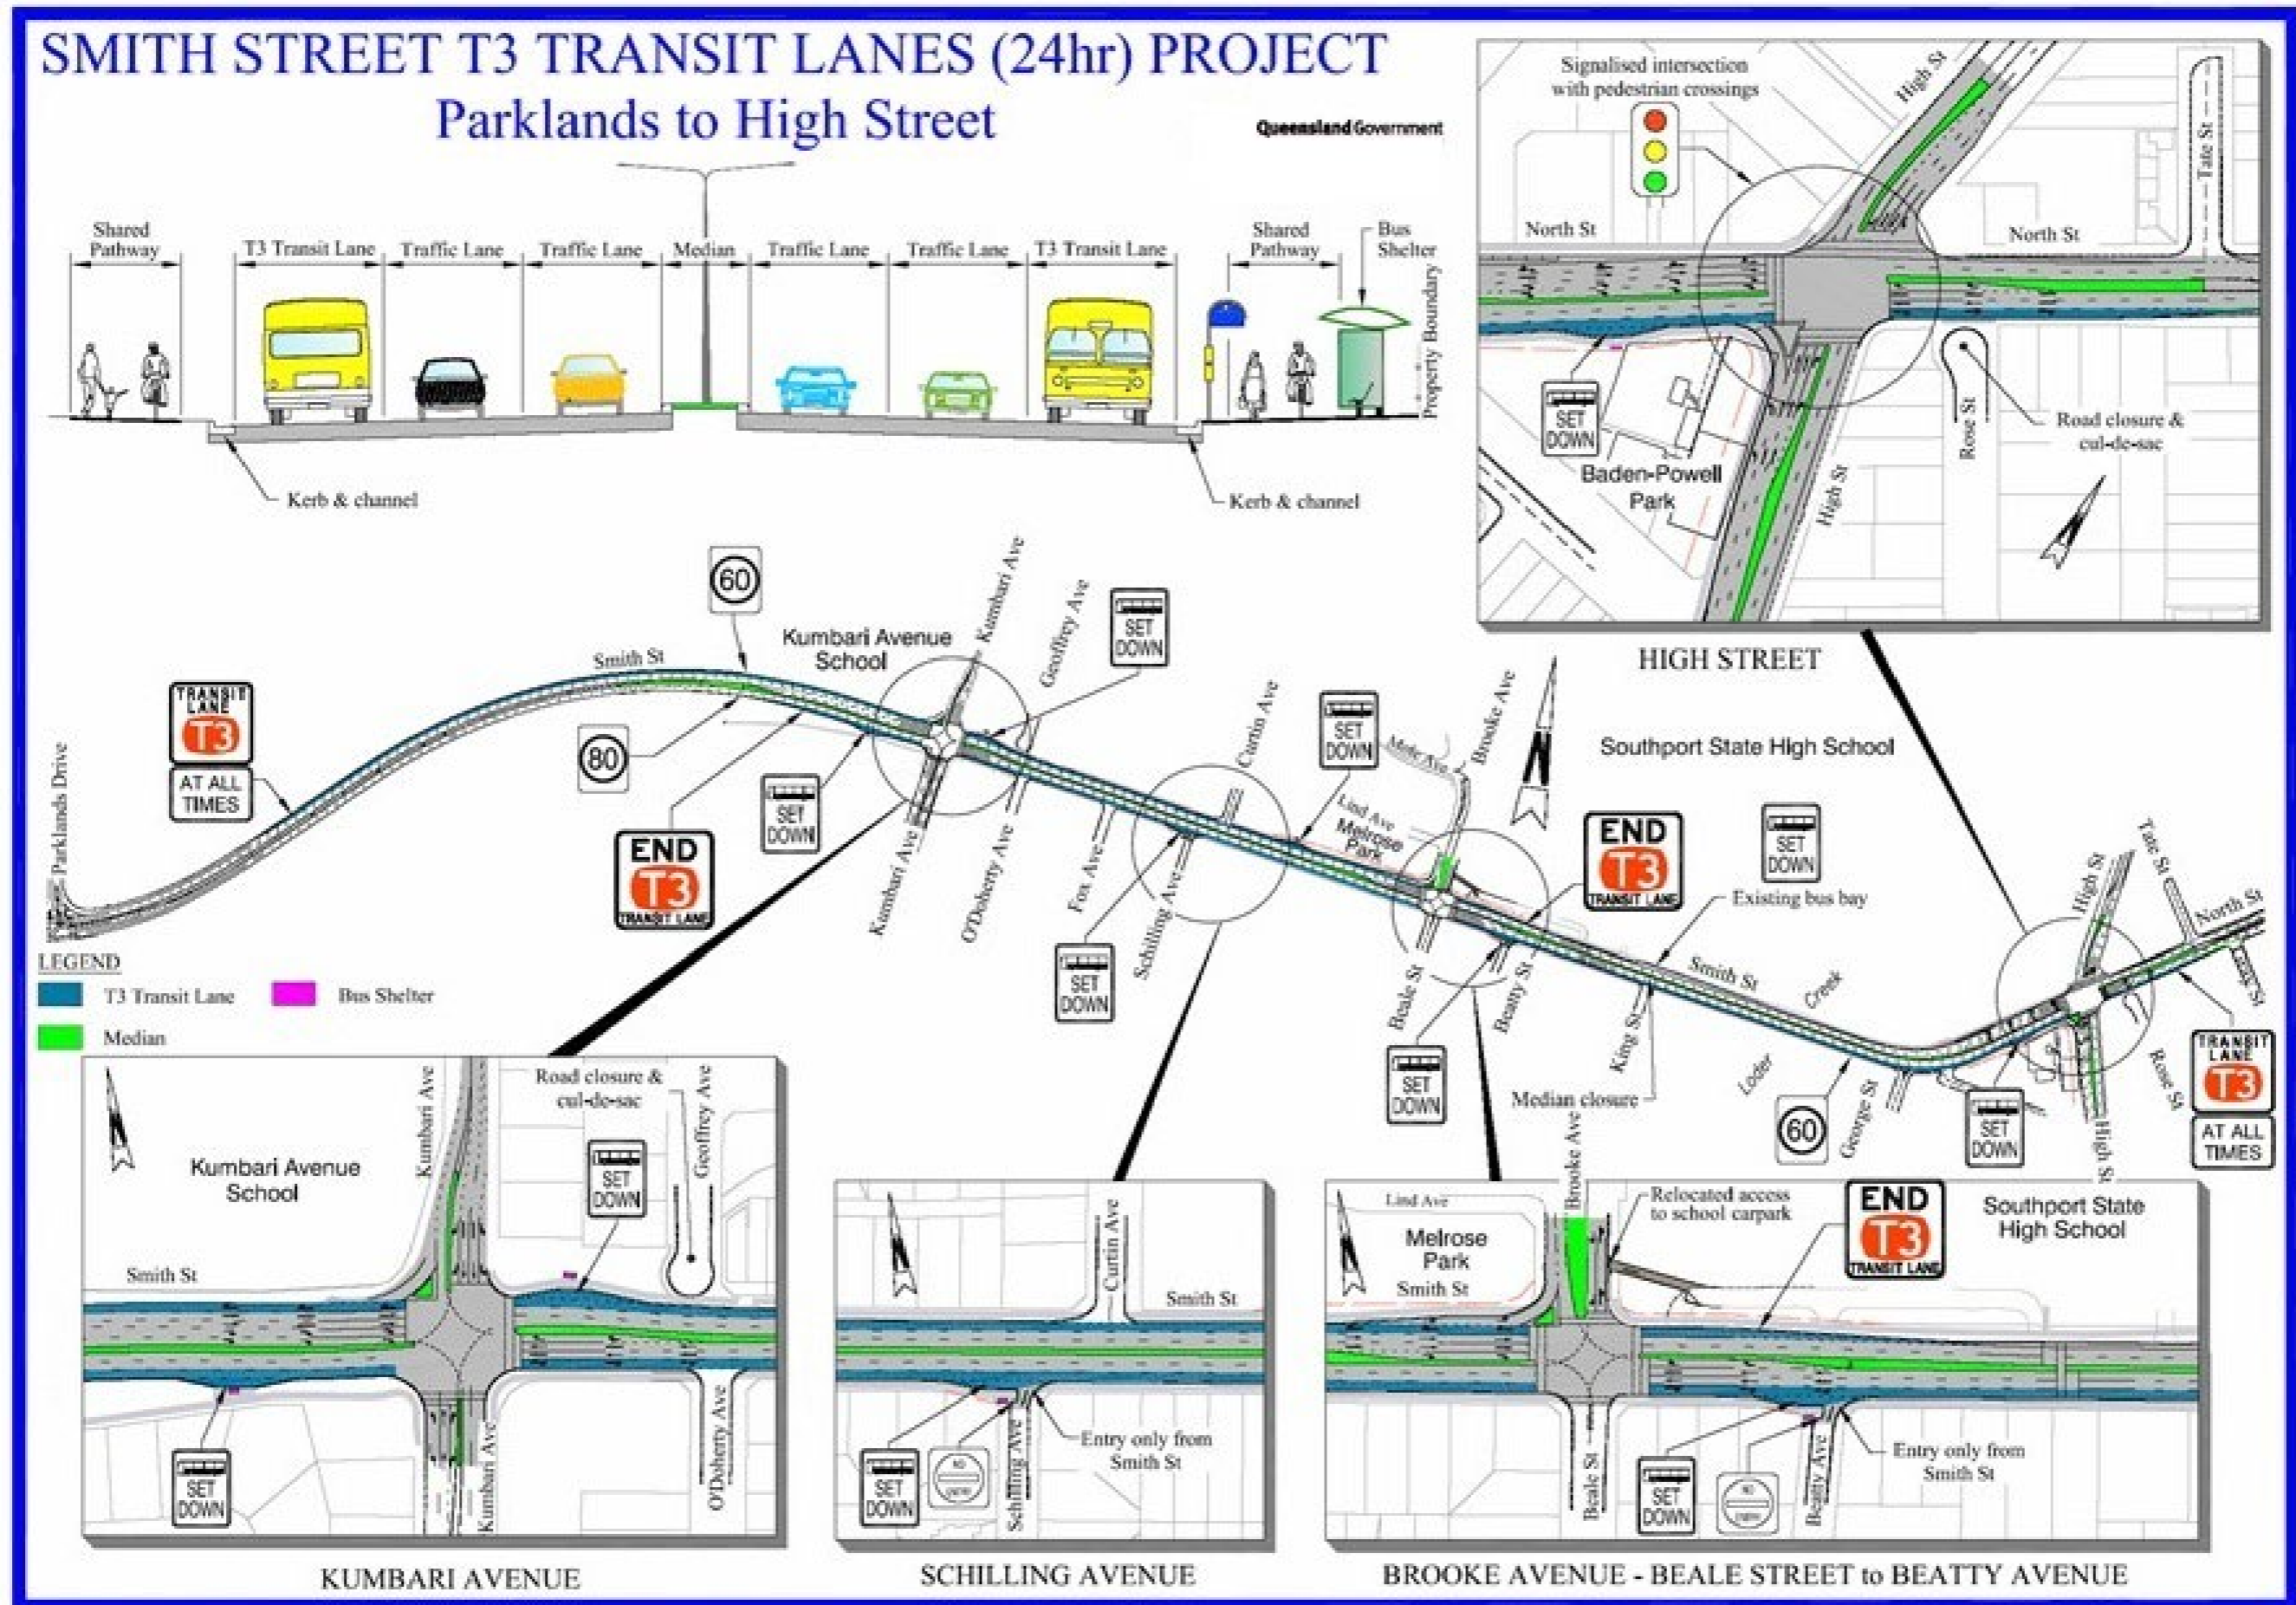 SMITH STREET T3 TRANSIT LANES (24hr) PROJECT
Parklands to High Street
Queensland Government
Shared
Pathway
T3 Transit Lane
Traffic Lane
Traffic Lane
Median
Traffic Lane
Traffic Lane
T3 Transit Lane
Shared
Pathway
Bus
Shelter
Property Boundary
Kerb & channel
Kerb & channel
Signalised intersection
with pedestrian crossings
High St
Tate St
North St
North St
SET
DOWN
Baden-Powell
Park
High St
Rose St
Road closure &
cul-de-sac
HIGH STREET
60
Kumbari Avenue
School
Kumbari Ave
Geoffrey Ave
SET
DOWN
Smith St
TRANSIT
LANE
T3
AT ALL
TIMES
Parklands Drive
80
END
T3
TRANSIT LANE
SET
DOWN
Kumbari Ave
O'Doherty Ave
Fox Ave
Schilling Ave
SET
DOWN
Curtin Ave
SET
DOWN
Lind Ave
Melrose
Park
Brooke Ave
Southport State High School
END
T3
TRANSIT LANE
SET
DOWN
Existing bus bay
Smith St
Creek
Loder
Beale St
Beatty St
SET
DOWN
King St
Median closure
60
George St
SET
DOWN
High St
Tate St
North St
Rose St
High St
TRANSIT
LANE
T3
AT ALL
TIMES
LEGEND
T3 Transit Lane
Bus Shelter
Median
Kumbari Ave
Road closure &
cul-de-sac
Geoffrey Ave
Kumbari Avenue
School
SET
DOWN
Smith St
SET
DOWN
Kumbari Ave
O'Doherty Ave
KUMBARI AVENUE
Curtin Ave
Smith St
SET
DOWN
NO
ENTRY
Schilling Ave
Entry only from
Smith St
SCHILLING AVENUE
Lind Ave
Melrose
Park
Smith St
Brooke Ave
Relocated access
to school carpark
END
T3
TRANSIT LANE
Southport State
High School
Beale St
SET
DOWN
NO
ENTRY
Beatty Ave
Entry only from
Smith St
BROOKE AVENUE - BEALE STREET to BEATTY AVENUE